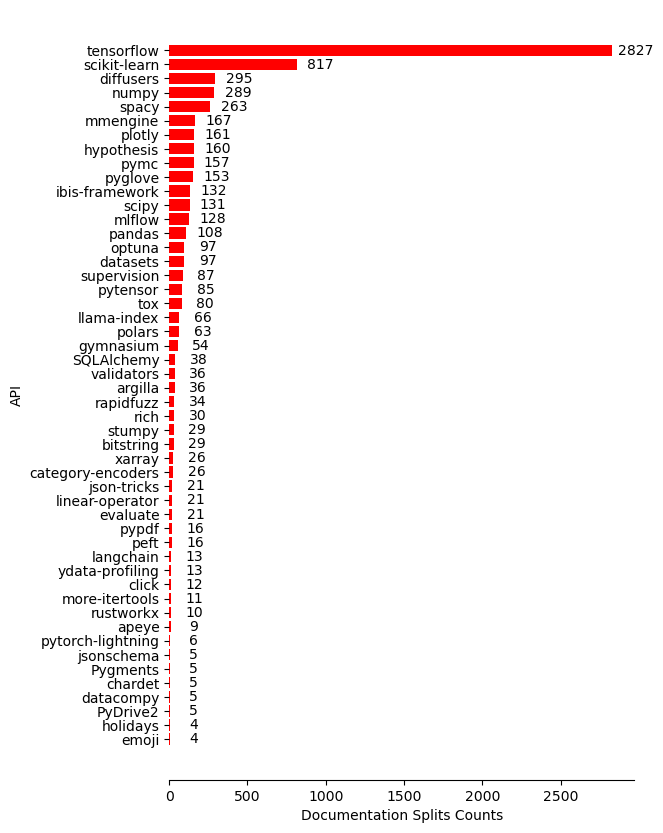 tensorflow 2827
scikit-learn 817
diffusers 295
numpy 289
spacy 263
mmengine 167
plotly 161
hypothesis 160
pymc 157
pyglove 153
ibis-framework 132
scipy 131
mlflow 128
pandas 108
optuna 97
datasets 97
supervision 87
pytensor 85
tox 80
llama-index 66
polars 63
gymnasium 54
SQLAlchemy 38
validators 36
argilla 36
rapidfuzz 34
rich 30
stumpy 29
bitstring 29
xarray 26
category-encoders 26
json-tricks 21
linear-operator 21
evaluate 21
pypdf 16
peft 16
langchain 13
ydata-profiling 13
click 12
more-itertools 11
rustworkx 10
apeye 9
pytorch-lightning 6
jsonschema 5
Pygments 5
chardet 5
datacompy 5
PyDrive2 5
holidays 4
emoji 4
API
0 500 1000 1500 2000 2500
Documentation Splits Counts